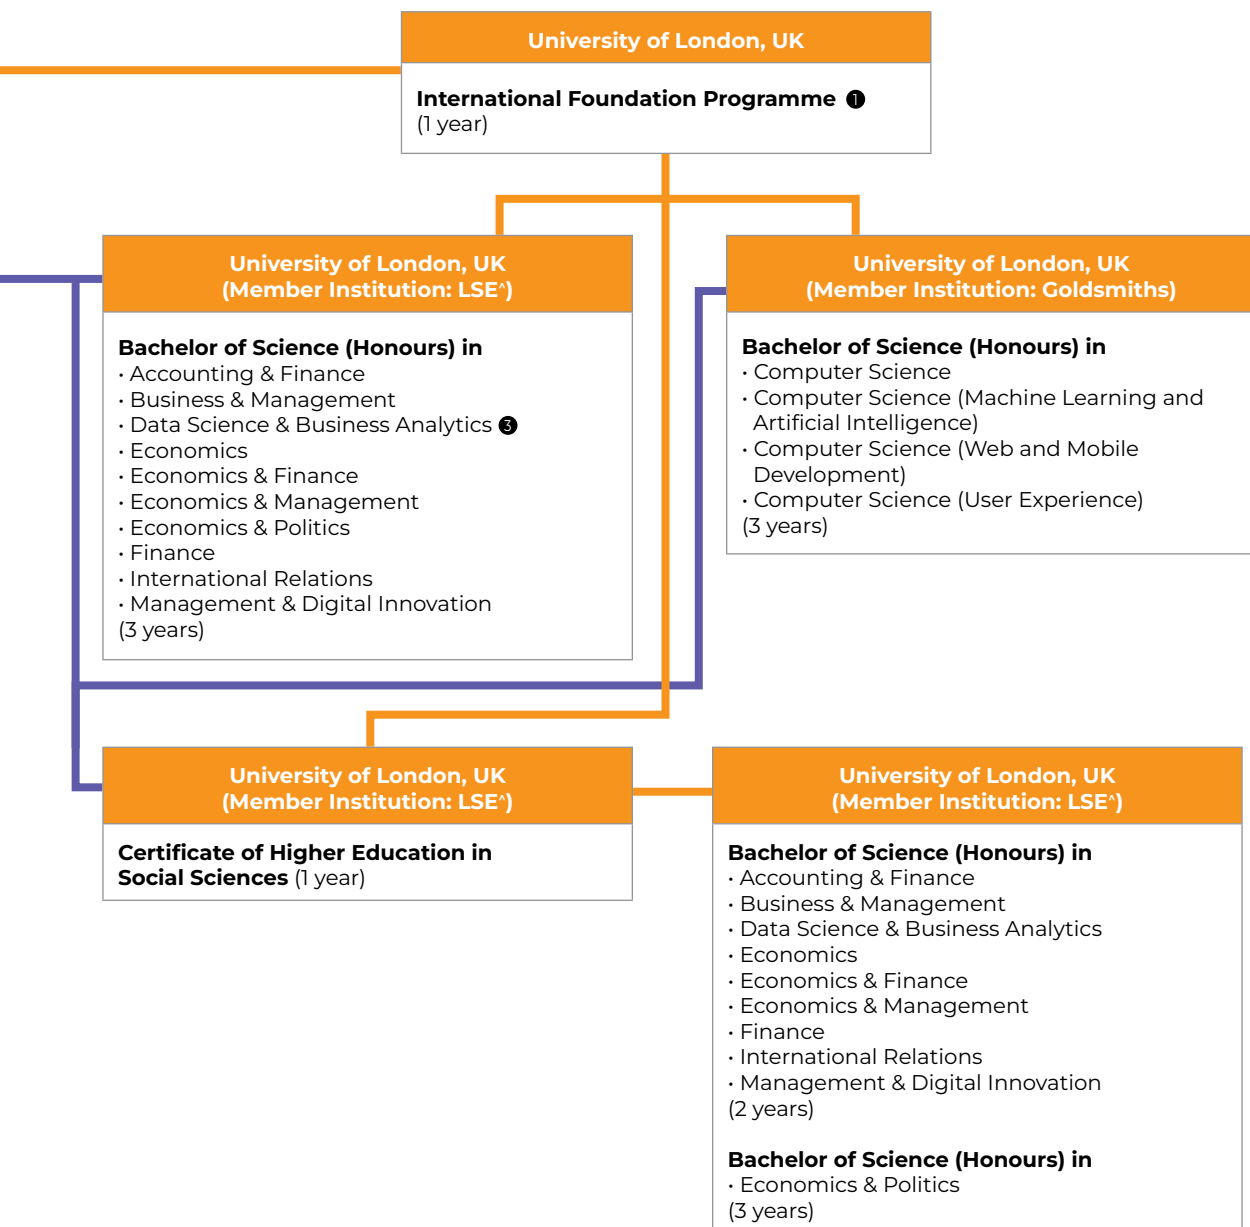 University of London, UK
International Foundation Programme ❶
(1 year)
University of London, UK
(Member Institution: LSE^)
Bachelor of Science (Honours) in
· Accounting & Finance
· Business & Management
· Data Science & Business Analytics ❸
· Economics
· Economics & Finance
· Economics & Management
· Economics & Politics
· Finance
· International Relations
· Management & Digital Innovation
(3 years)
University of London, UK
(Member Institution: Goldsmiths)
Bachelor of Science (Honours) in
· Computer Science
· Computer Science (Machine Learning and
Artificial Intelligence)
· Computer Science (Web and Mobile
Development)
· Computer Science (User Experience)
(3 years)
University of London, UK
(Member Institution: LSE^)
Certificate of Higher Education in
Social Sciences (1 year)
University of London, UK
(Member Institution: LSE^)
Bachelor of Science (Honours) in
· Accounting & Finance
· Business & Management
· Data Science & Business Analytics
· Economics
· Economics & Finance
· Economics & Management
· Finance
· International Relations
· Management & Digital Innovation
(2 years)
Bachelor of Science (Honours) in
· Economics & Politics
(3 years)